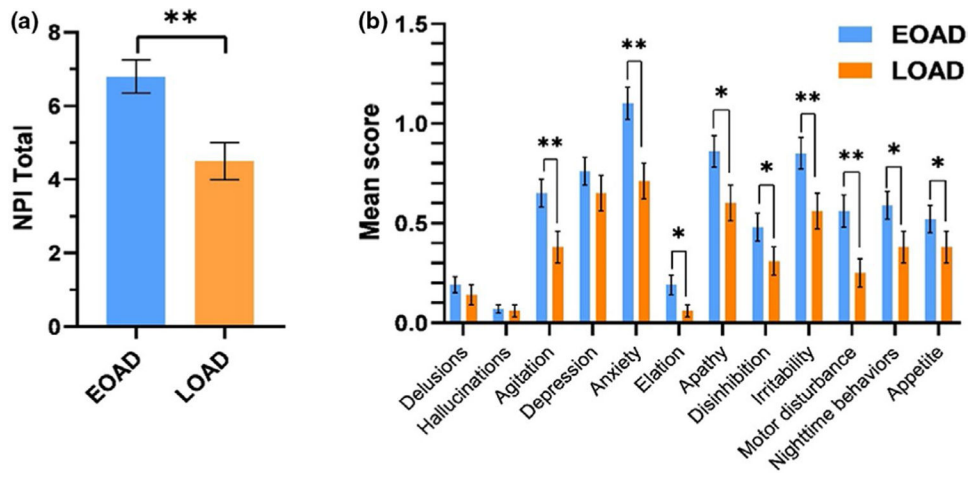 (a)
**
NPI Total
8
6
4
2
0
EOAD
LOAD
(b)
EOAD
LOAD
Mean score
1.5
1.0
0.5
0.0
**
**
*
*
*
**
**
*
*
Delusions
Hallucinations
Agitation
Depression
Anxiety
Elation
Apathy
Disinhibition
Irritability
Motor disturbance
Nighttime behaviors
Appetite